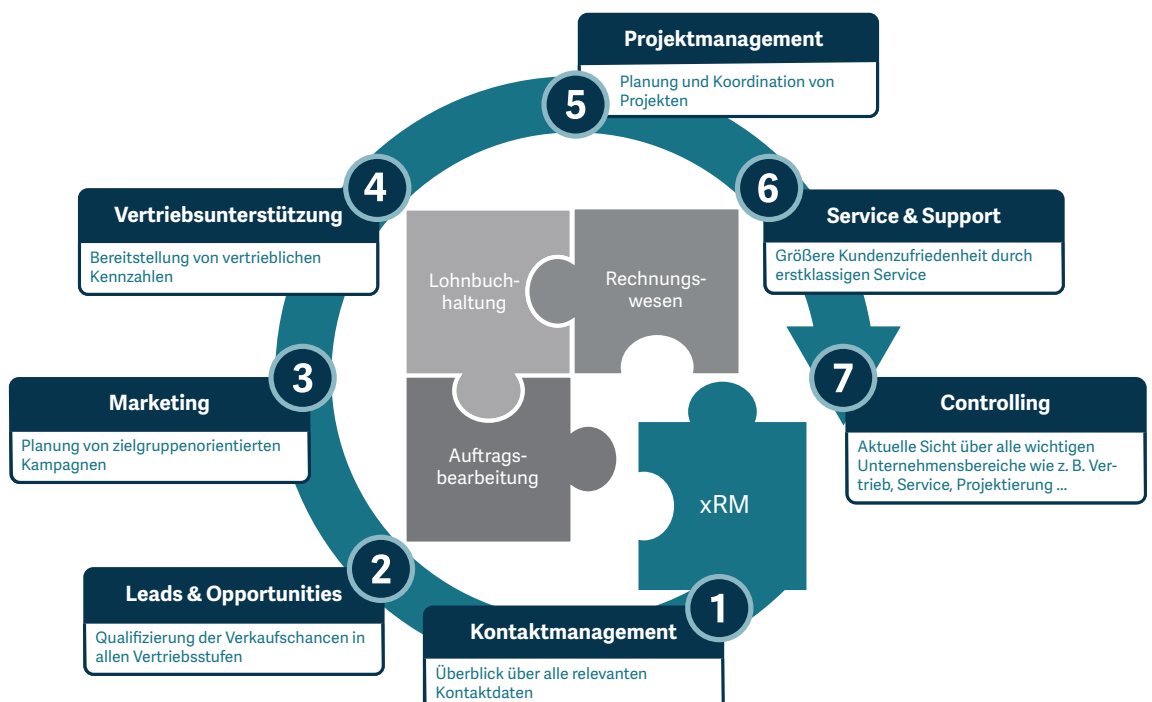 5
Projektmanagement
Planung und Koordination von
Projekten
4
Vertriebsunterstützung
Bereitstellung von vertrieblichen
Kennzahlen
6
Service & Support
Größere Kundenzufriedenheit durch
erstklassigen Service
Lohnbuch-
haltung
Rechnungs-
wesen
3
Marketing
Planung von zielgruppenorientierten
Kampagnen
7
Controlling
Aktuelle Sicht über alle wichtigen
Unternehmensbereiche wie z. B. Ver-
trieb, Service, Projektierung ...
Auftrags-
bearbeitung
xRM
2
Leads & Opportunities
Qualifizierung der Verkaufschancen in
allen Vertriebsstufen
1
Kontaktmanagement
Überblick über alle relevanten
Kontaktdaten